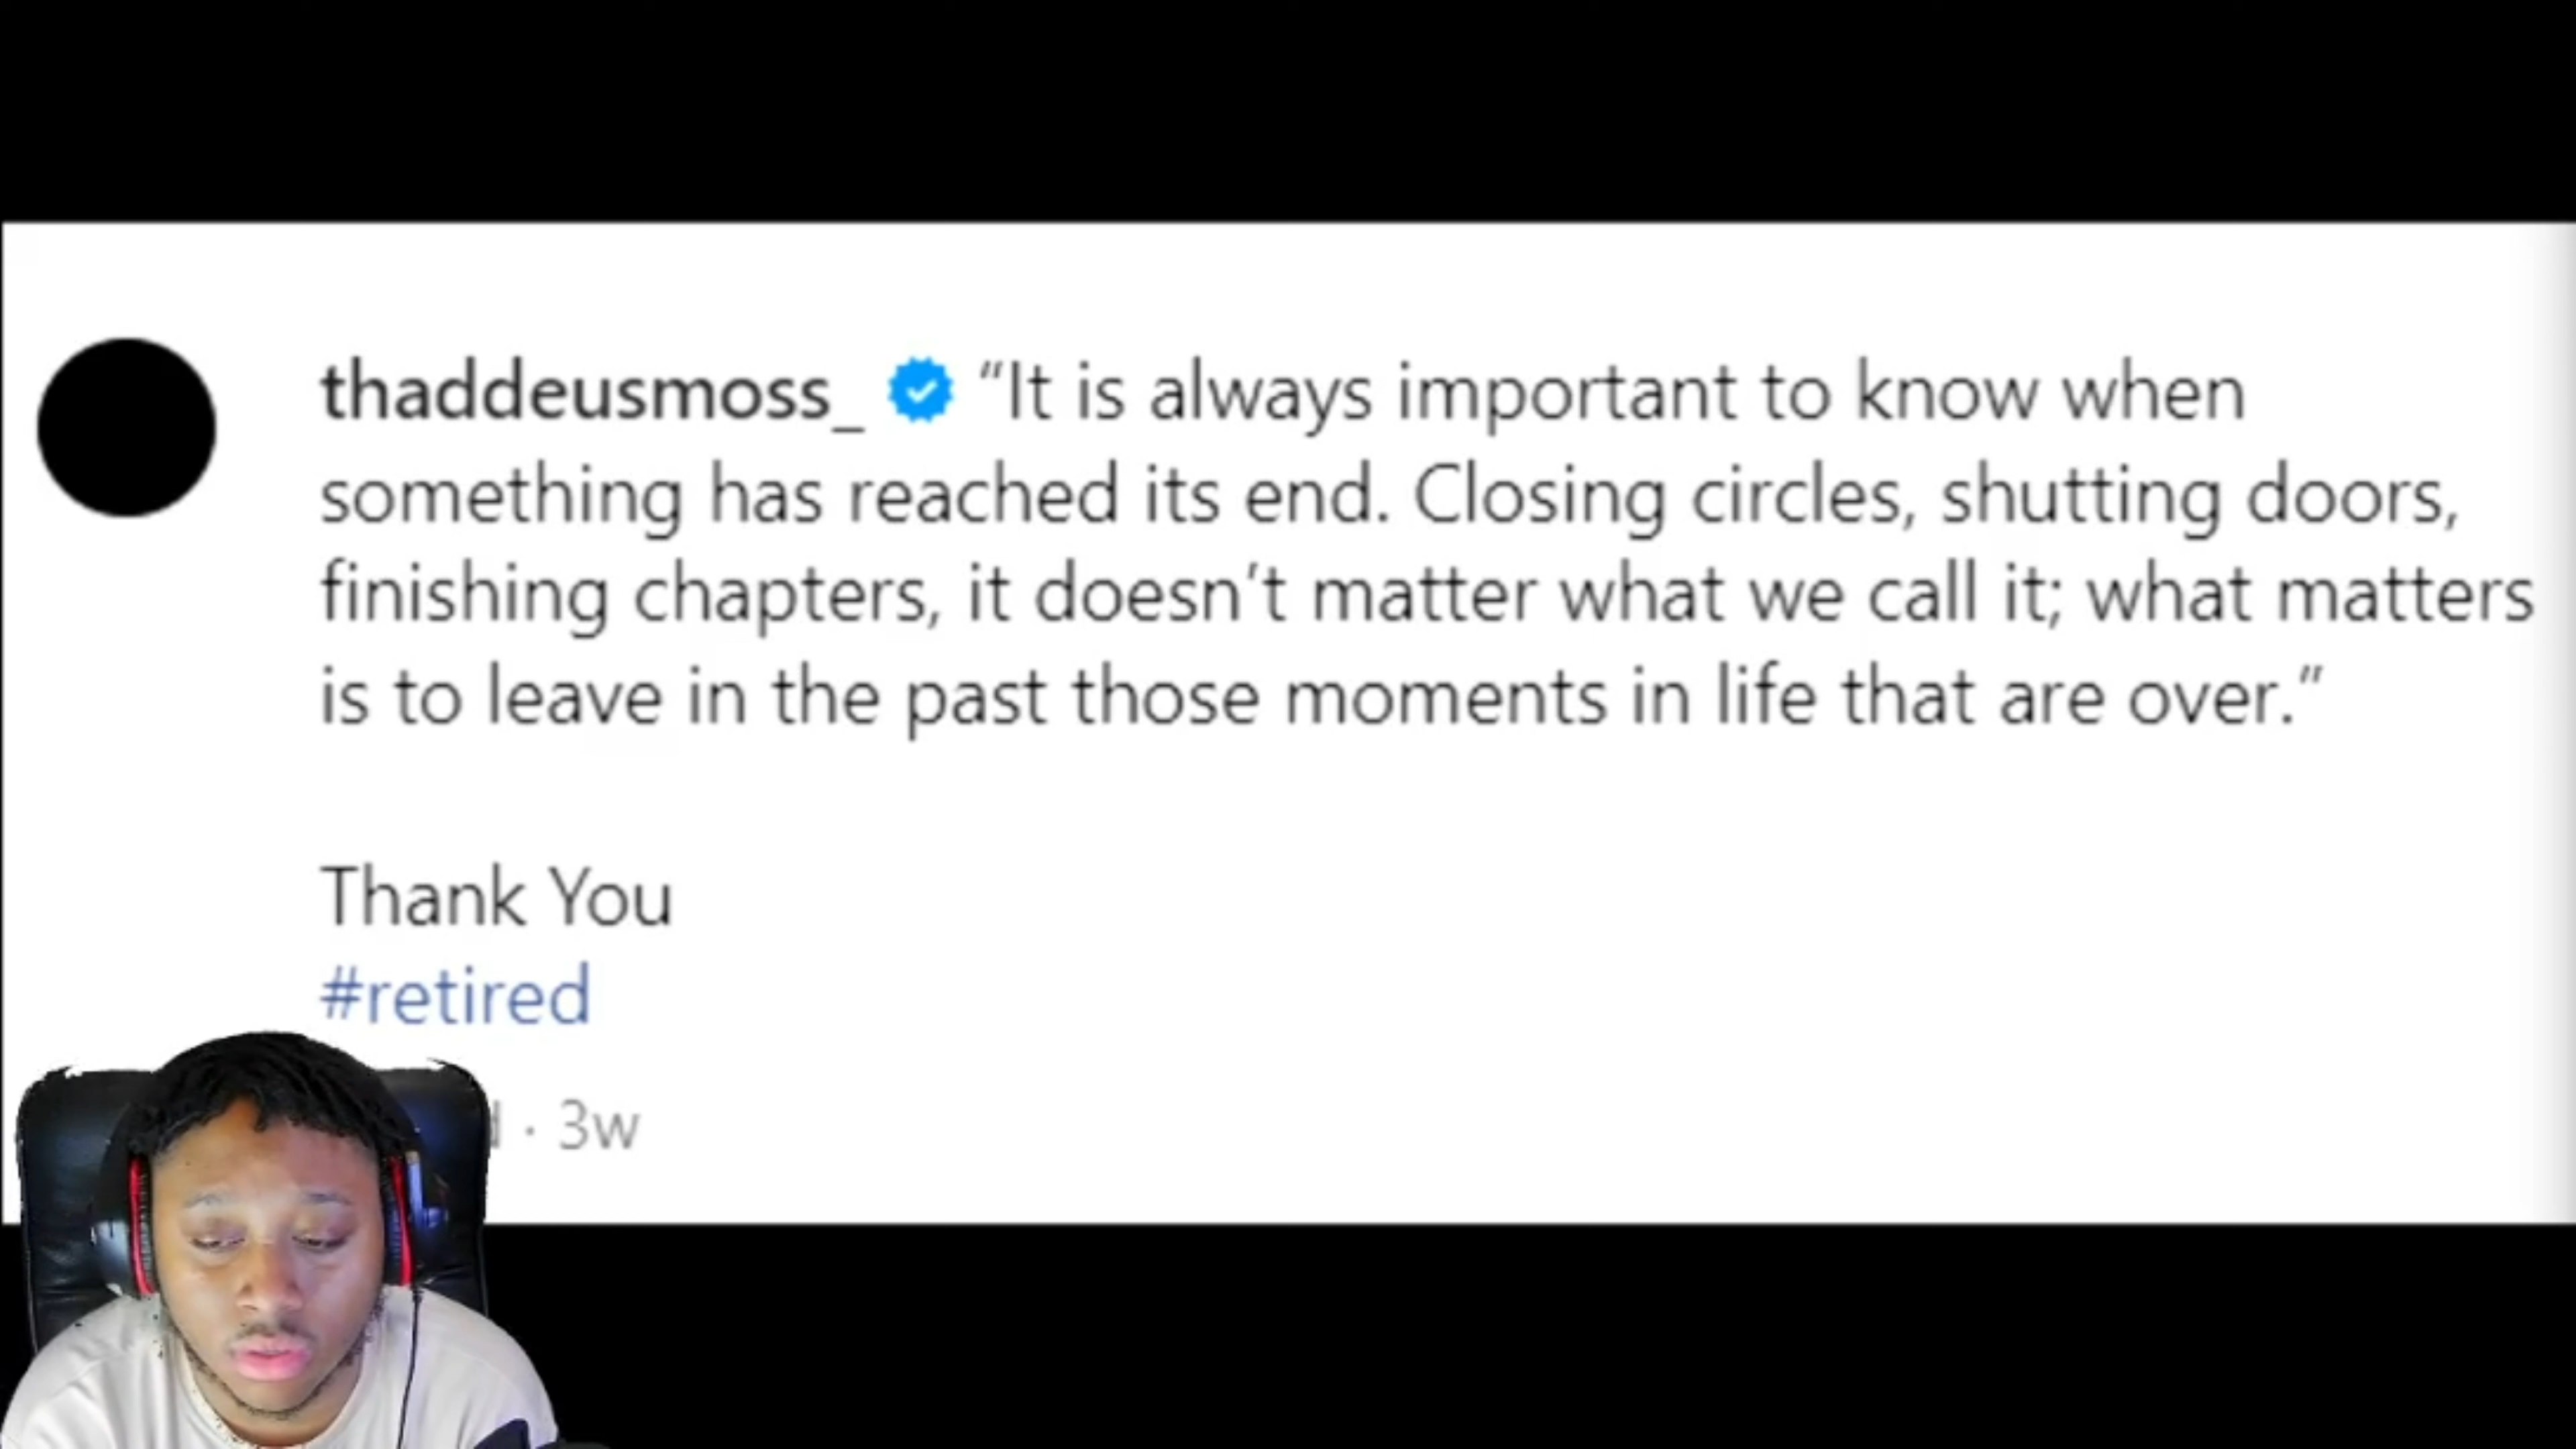 thaddeusmoss_ “It is always important to know when
something has reached its end. Closing circles, shutting doors,
finishing chapters, it doesn’t matter what we call it; what matters
is to leave in the past those moments in life that are over.”
Thank You
#retired
· 3w